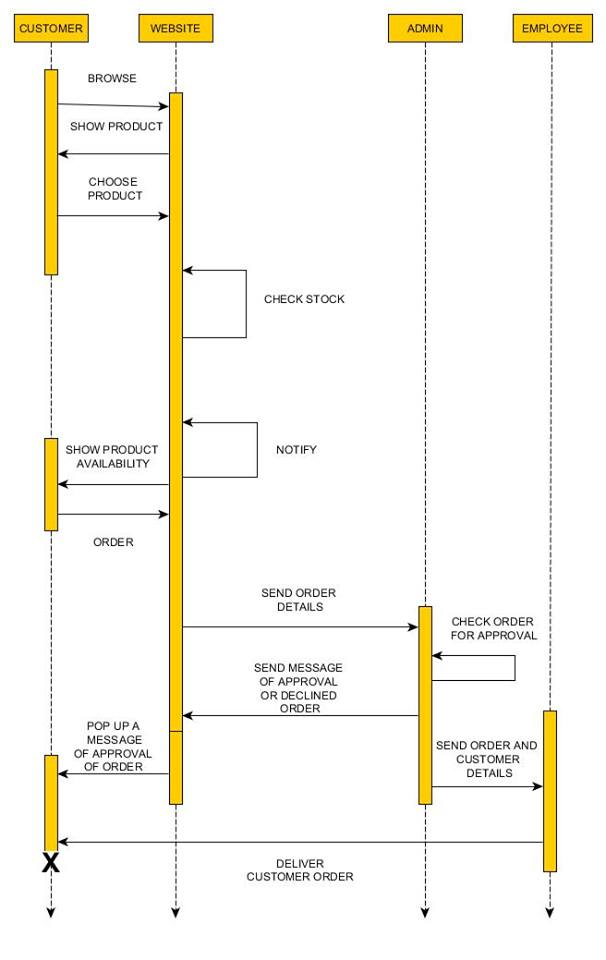 CUSTOMER
WEBSITE
ADMIN
EMPLOYEE
BROWSE
SHOW PRODUCT
CHOOSE
PRODUCT
CHECK STOCK
NOTIFY
SHOW PRODUCT
AVAILABILITY
ORDER
SEND ORDER
DETAILS
CHECK ORDER
FOR APPROVAL
SEND MESSAGE
OF APPROVAL
OR DECLINED
ORDER
POP UP A
MESSAGE
OF APPROVAL
OF ORDER
SEND ORDER AND
CUSTOMER
DETAILS
X
DELIVER
CUSTOMER ORDER